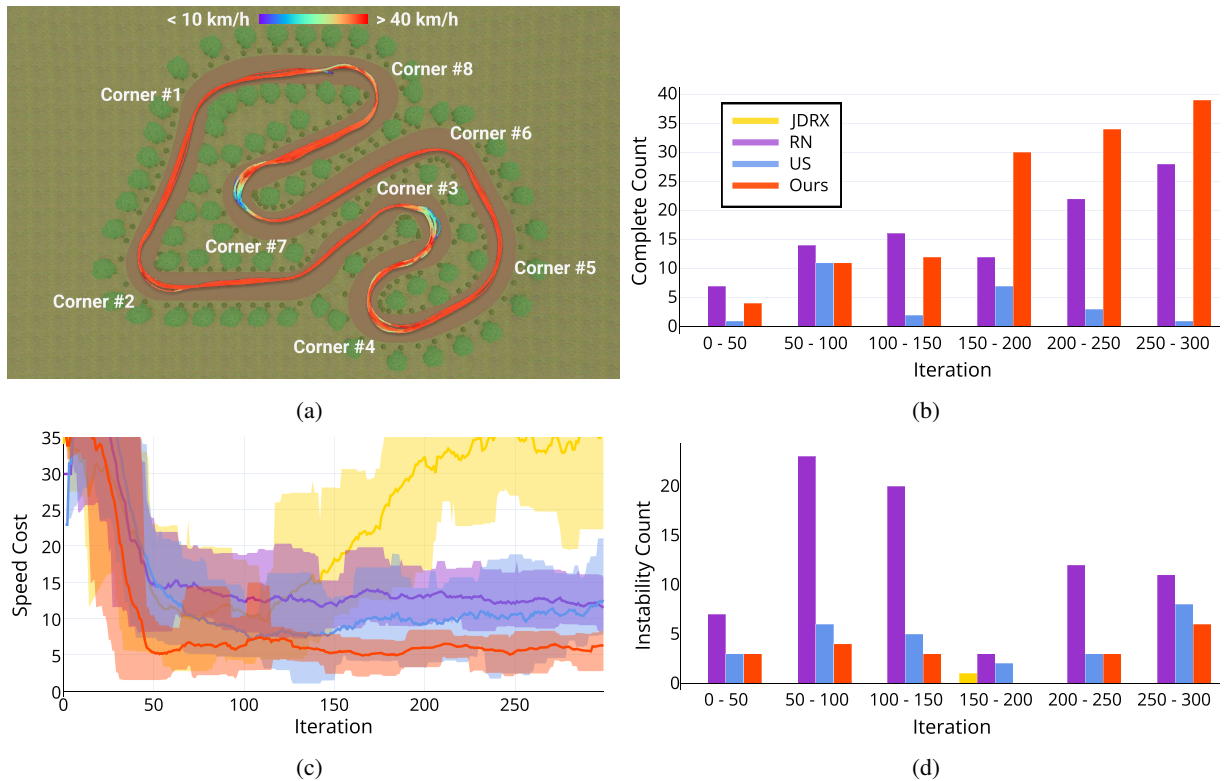 < 10 km/h > 40 km/h
Corner #8
Corner #1
Corner #6
Corner #3
Corner #7
Corner #5
Corner #2
Corner #4
(a)
40
35
30
25
20
15
10
5
0
Complete Count
JDRX
RN
US
Ours
0 - 50 50 - 100 100 - 150 150 - 200 200 - 250 250 - 300
Iteration
(b)
35
30
25
20
15
10
5
0
Speed Cost
0 50 100 150 200 250
Iteration
(c)
20
15
10
5
0
Instability Count
0 - 50 50 - 100 100 - 150 150 - 200 200 - 250 250 - 300
Iteration
(d)